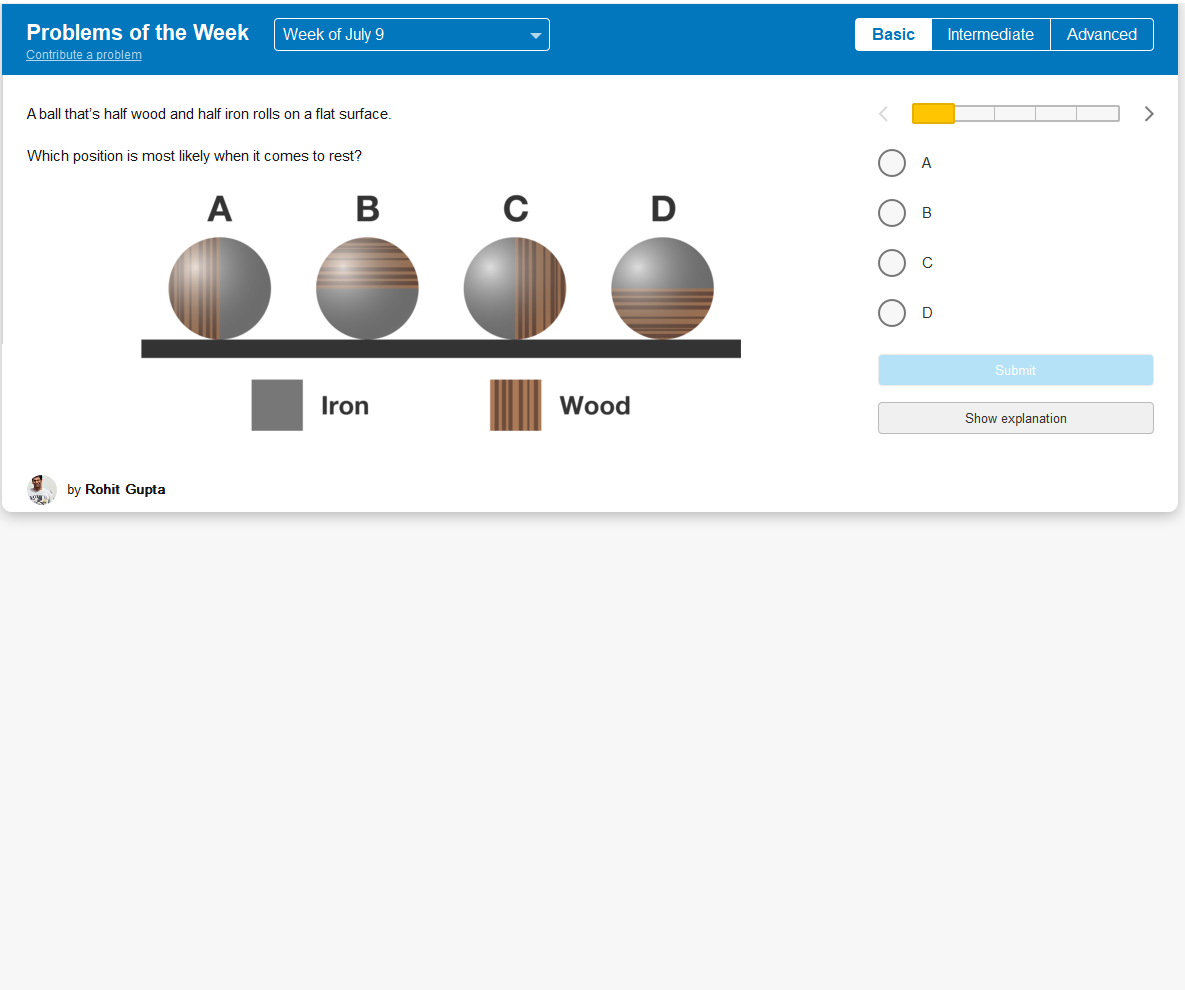 Problems of the Week
Contribute a problem
Week of July 9
Basic
Intermediate
Advanced
A ball that's half wood and half iron rolls on a flat surface.
Which position is most likely when it comes to rest?
A
B
C
D
Iron
Wood
by Rohit Gupta
A
B
C
D
Submit
Show explanation